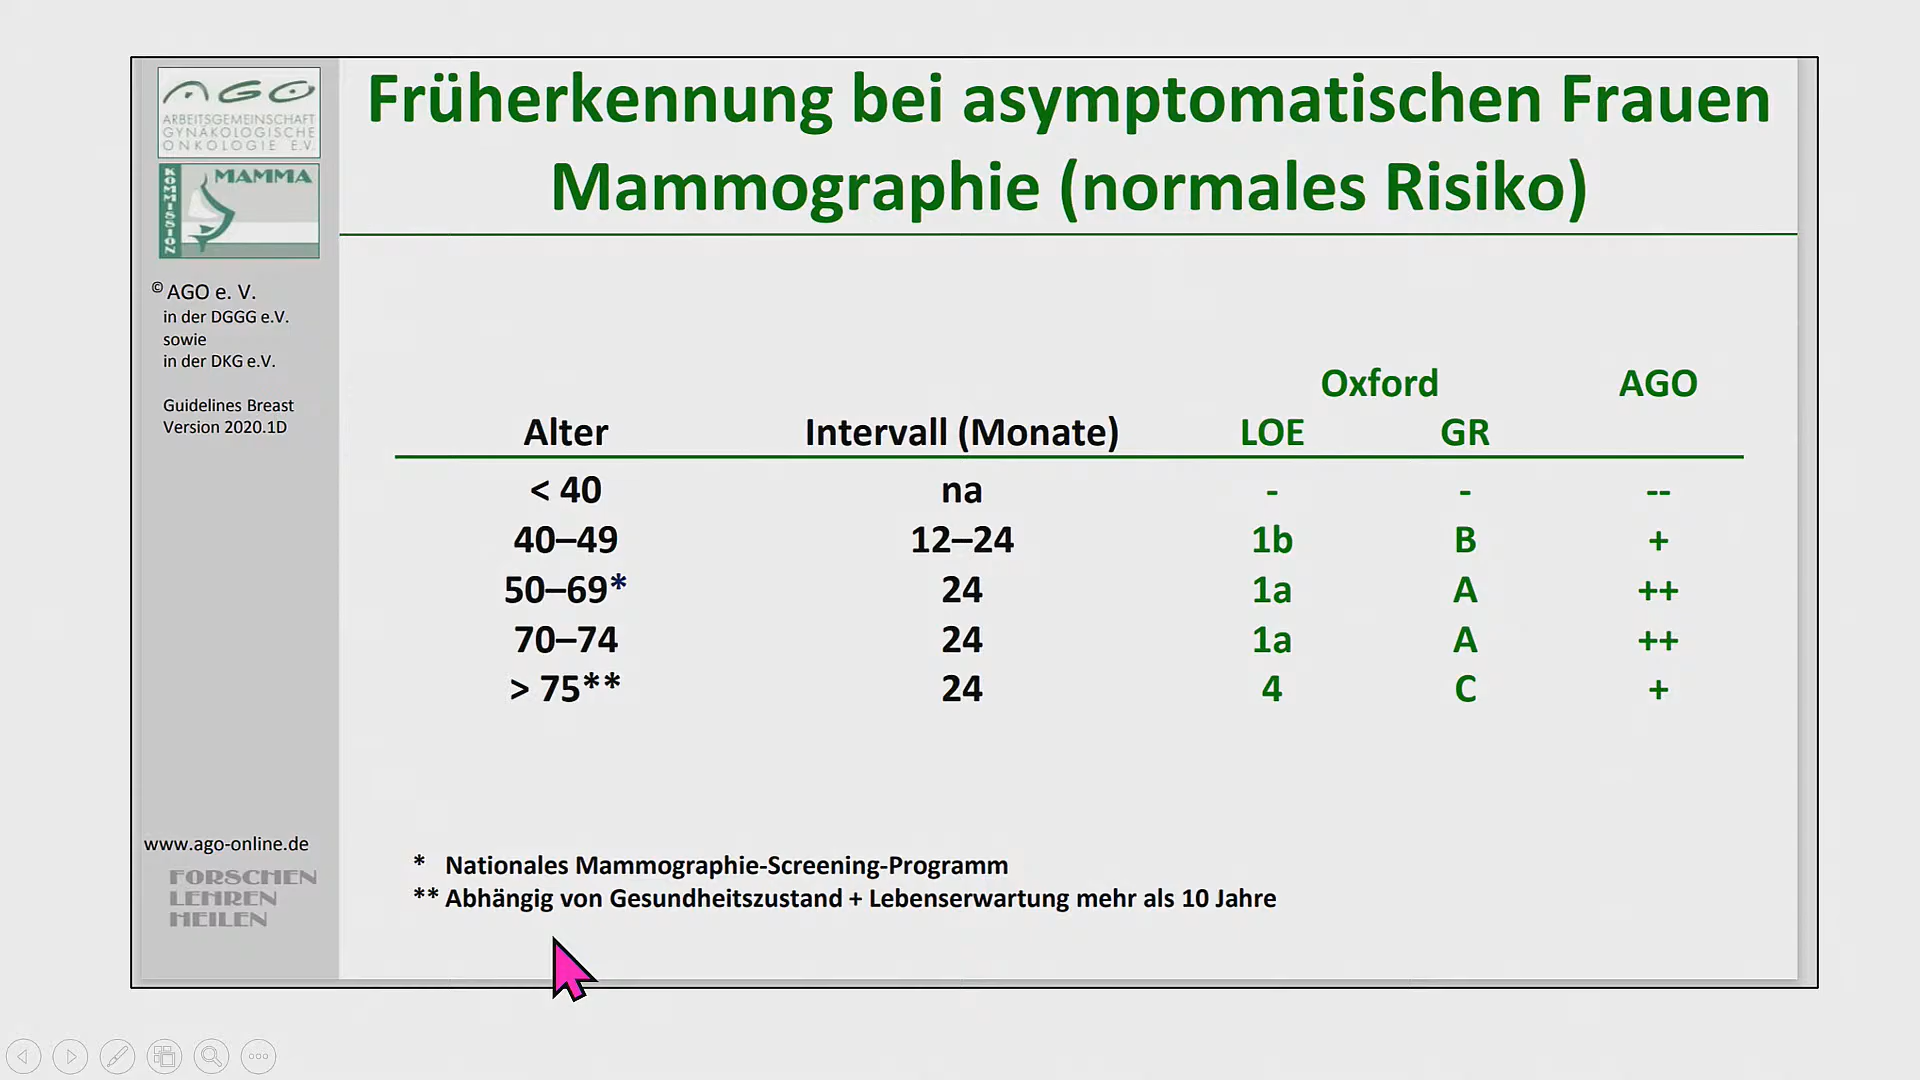 AGO
ARBEITSGEMEINSCHAFT
GYNÄKOLOGISCHE
ONKOLOGIE E.V.
KOMMISSION
MAMMA
© AGO e. V.
in der DGGG e.V.
sowie
in der DKG e.V.
Guidelines Breast
Version 2020.1D
www.ago-online.de
FORSCHEN
LEHREN
HEILEN
Früherkennung bei asymptomatischen Frauen
Mammographie (normales Risiko)
Oxford AGO
Alter Intervall (Monate) LOE GR
< 40 na - - --
40–49 12–24 1b B +
50–69* 24 1a A ++
70–74 24 1a A ++
> 75** 24 4 C +
* Nationales Mammographie-Screening-Programm
** Abhängig von Gesundheitszustand + Lebenserwartung mehr als 10 Jahre